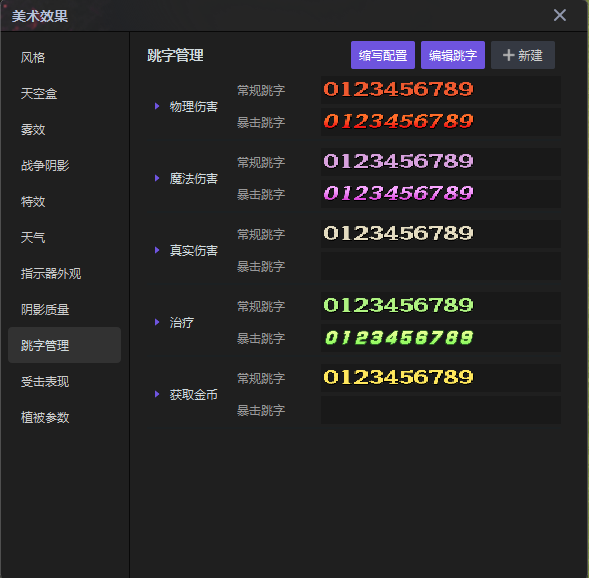 美术效果
风格
天空盒
雾效
战争阴影
特效
天气
指示器外观
阴影质量
跳字管理
受击表现
植被参数
跳字管理 缩写配置 编辑跳字 新建
物理伤害
常规跳字 0123456789
暴击跳字 0123456789
魔法伤害
常规跳字 0123456789
暴击跳字 0123456789
真实伤害
常规跳字 0123456789
暴击跳字
治疗
常规跳字 0123456789
暴击跳字 0123456789
获取金币
常规跳字 0123456789
暴击跳字